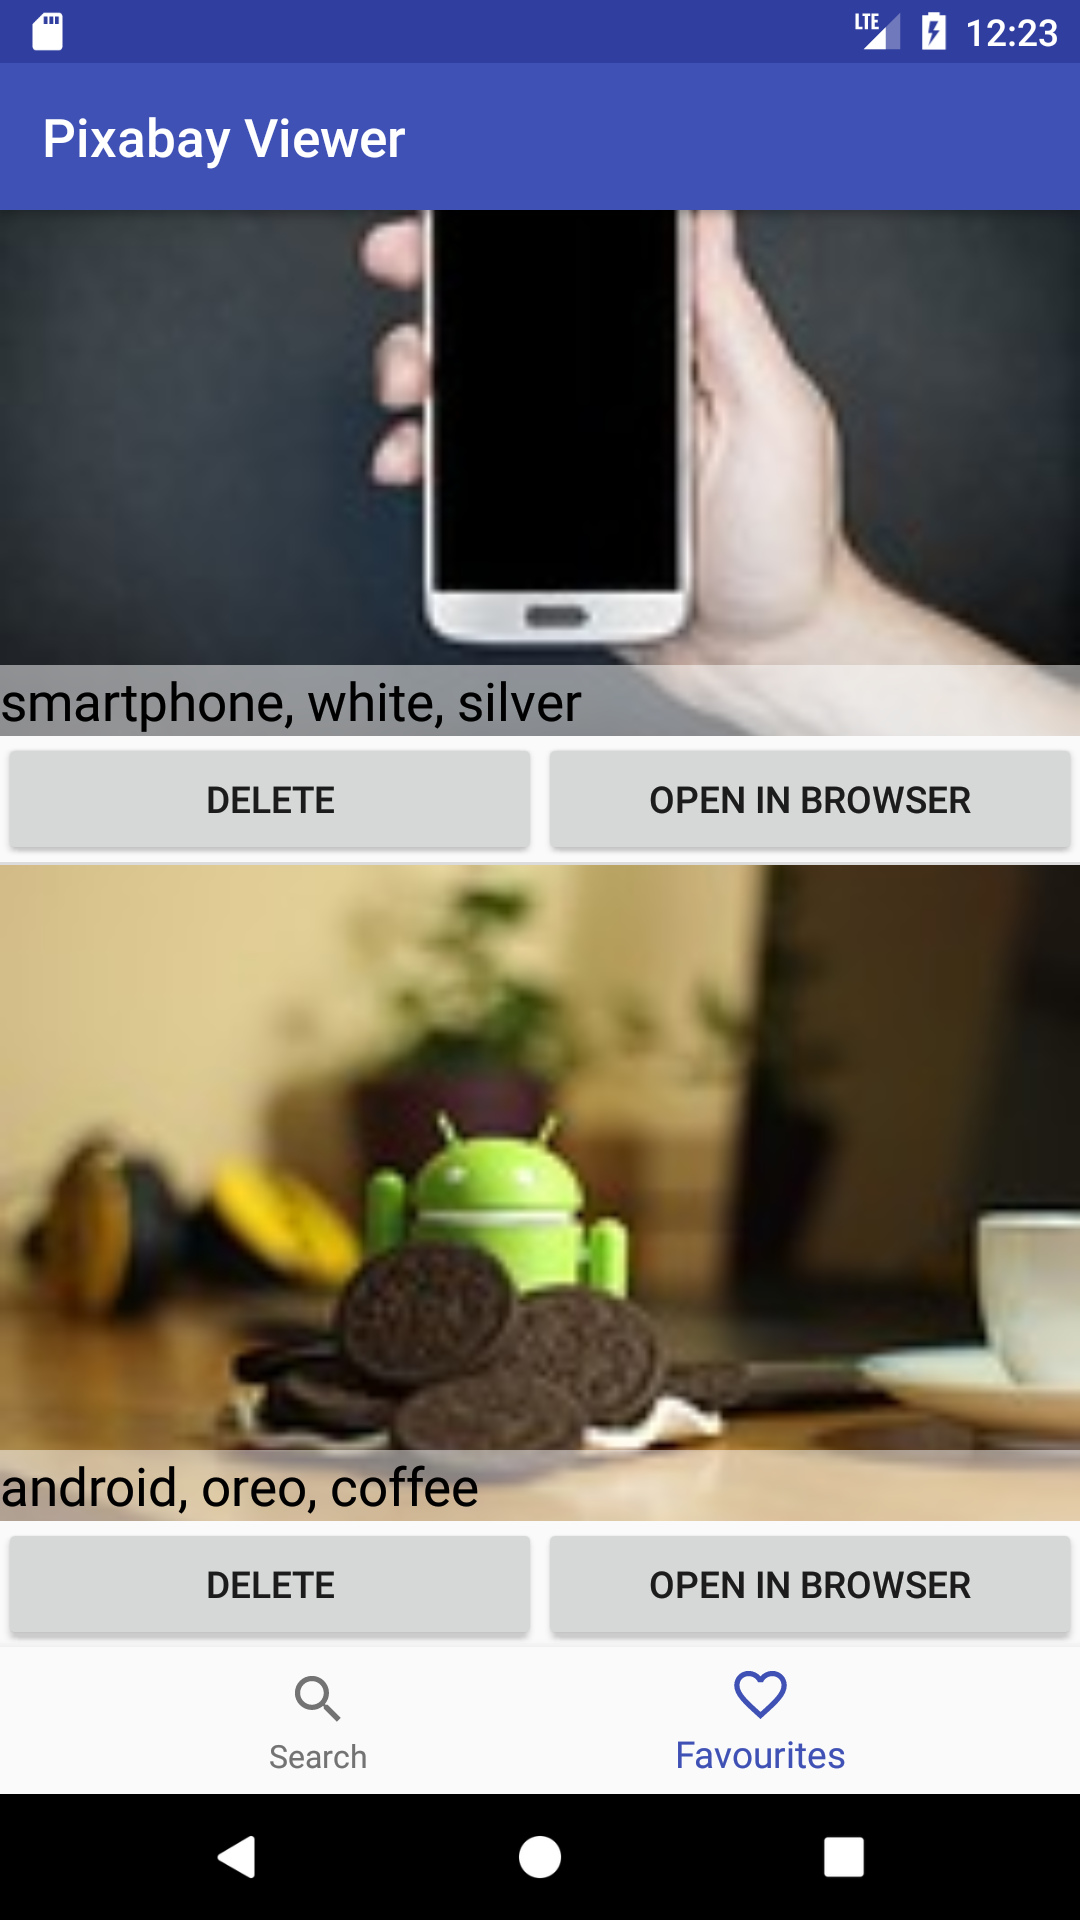 LTE 12:23
Pixabay Viewer
smartphone, white, silver
DELETE OPEN IN BROWSER
android, oreo, coffee
DELETE OPEN IN BROWSER
Search Favourites